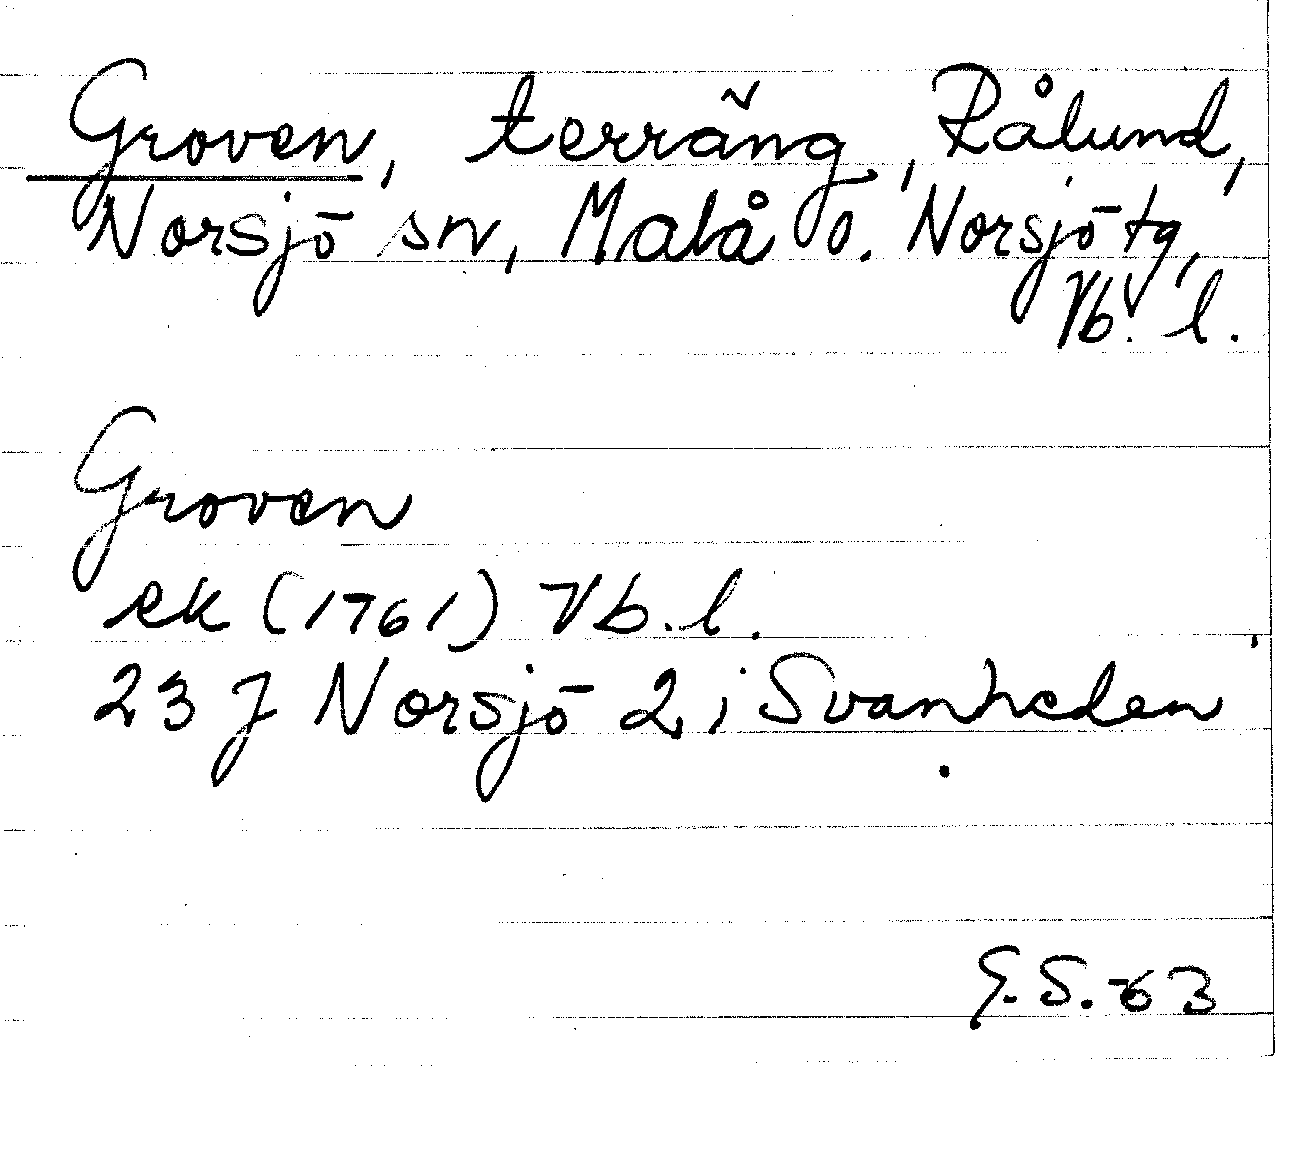 Groven, terräng, Rålund,
Norsjö sn, Malå o. Norsjö tg,
Vb. l.
Groven
ek (1761) Vb. l.
23 J Norsjö 2 i Svanheden
G.S.-63